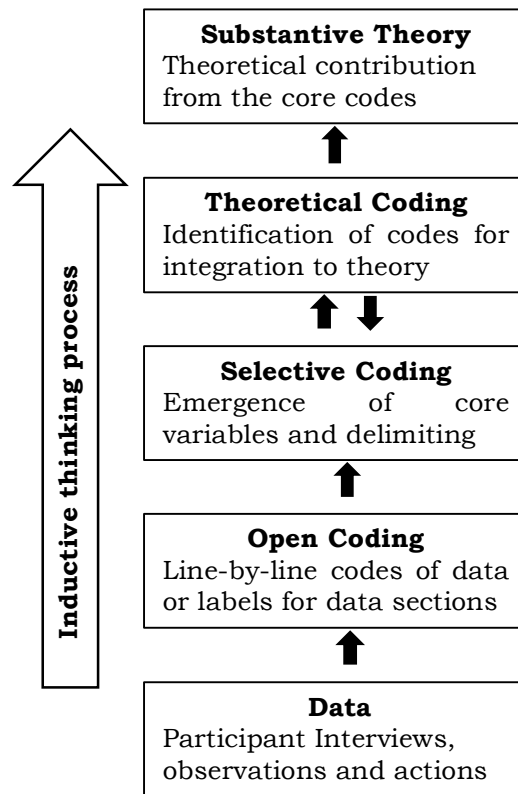 Substantive Theory
Theoretical contribution
from the core codes
Theoretical Coding
Identification of codes for
integration to theory
Inductive thinking process
Selective Coding
Emergence of core
variables and delimiting
Open Coding
Line-by-line codes of data
or labels for data sections
Data
Participant Interviews,
observations and actions